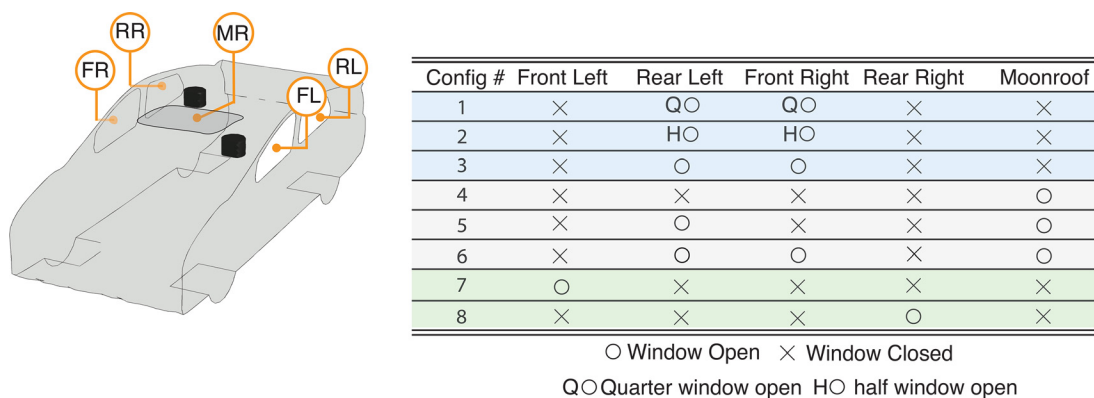 RR
MR
FR
RL
FL
Config # Front Left Rear Left Front Right Rear Right Moonroof
1 × Q○ Q○ × ×
2 × H○ H○ × ×
3 × ○ ○ × ×
4 × × × × ○
5 × ○ × × ○
6 × ○ ○ × ○
7 ○ × × × ×
8 × × × ○ ×
○ Window Open × Window Closed
Q○ Quarter window open H○ half window open